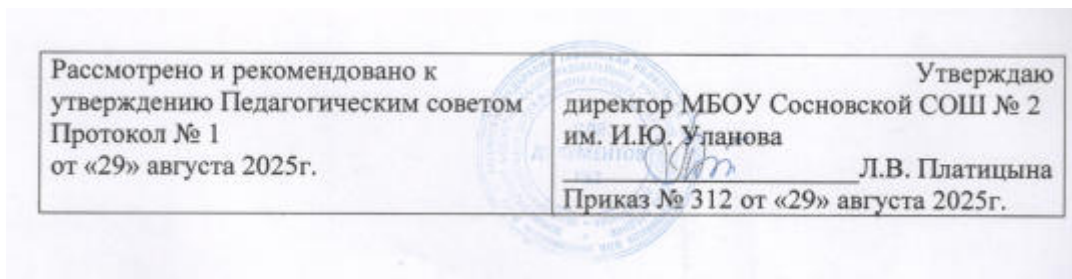 Рассмотрено и рекомендовано к
утверждению Педагогическим советом
Протокол № 1
от «29» августа 2025г.
Утверждаю
директор МБОУ Сосновской СОШ № 2
им. И.Ю. Уланова
Л.В. Платицына
Приказ № 312 от «29» августа 2025г.